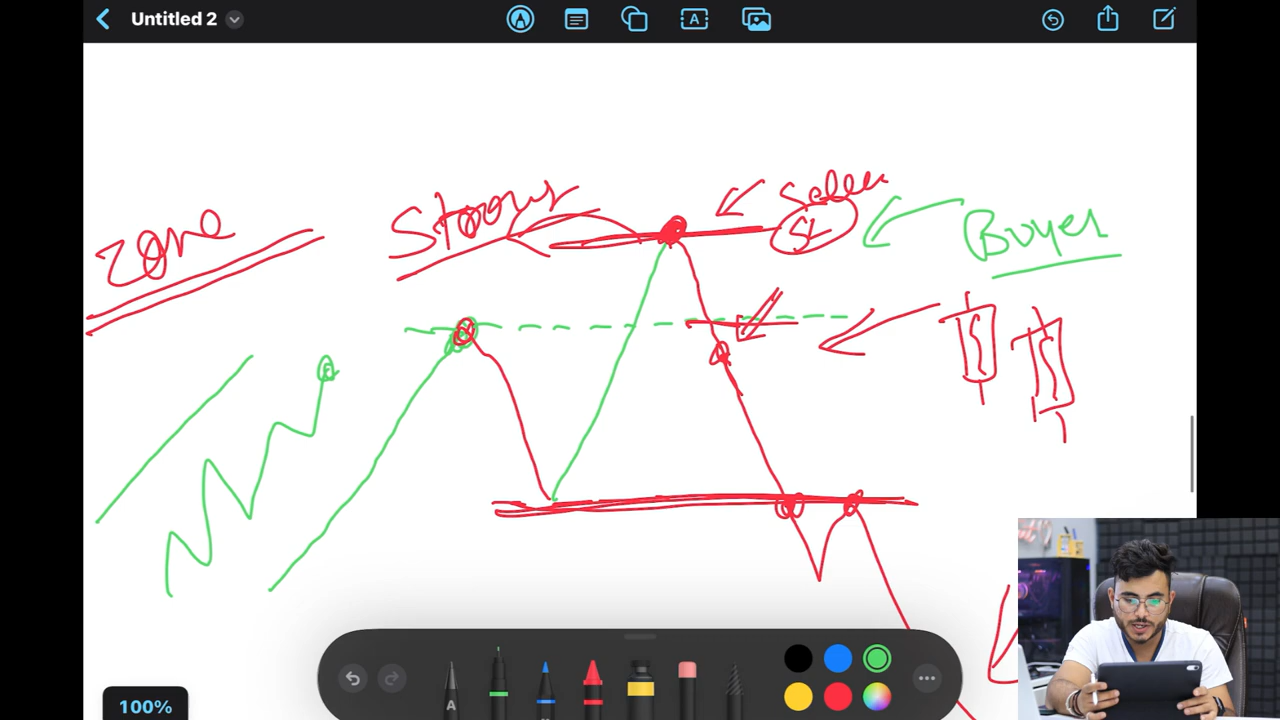 Untitled 2
Zone
Strong
Seller
SL
Buyer
A
A
100%